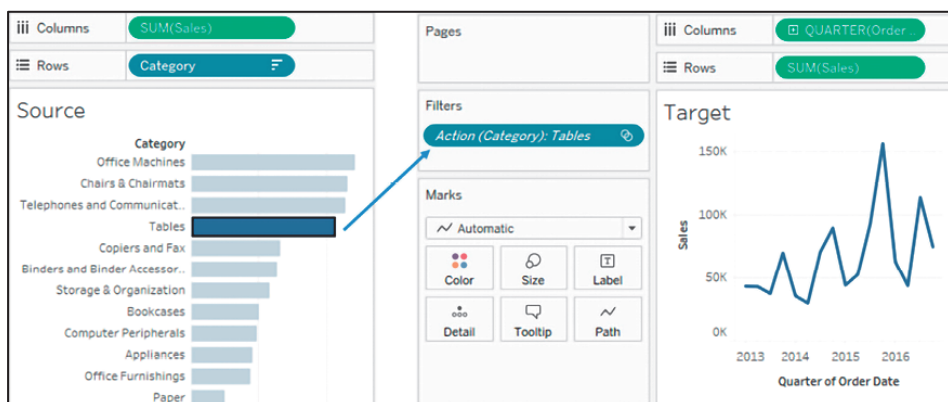 Columns
SUM(Sales)
Rows
Category
Source
Category
Office Machines
Chairs & Chairmats
Telephones and Communicat..
Tables
Copiers and Fax
Binders and Binder Accessor..
Storage & Organization
Bookcases
Computer Peripherals
Appliances
Office Furnishings
Paper
Pages
Filters
Action (Category): Tables
Marks
Automatic
Color
Size
Label
Detail
Tooltip
Path
Columns
QUARTER(Order ..
Rows
SUM(Sales)
Target
150K
100K
50K
0K
Sales
2013 2014 2015 2016
Quarter of Order Date